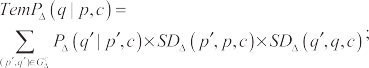 TemP_Δ(q | p,c) =
∑_{(p′,q′)∈G_Δ^c} P_Δ(q′ | p′,c)×SD_Δ(p′,p,c)×SD_Δ(q′,q,c);